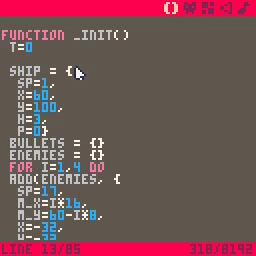 FUNCTION _INIT()
T=0
SHIP = {
SP=1,
X=60,
Y=100,
H=3,
P=0}
BULLETS = {}
ENEMIES = {}
FOR I=1,4 DO
ADD(ENEMIES, {
SP=17,
M_X=I*16,
M_Y=60-I*8,
X=-32,
LINE 13/85 318/8192